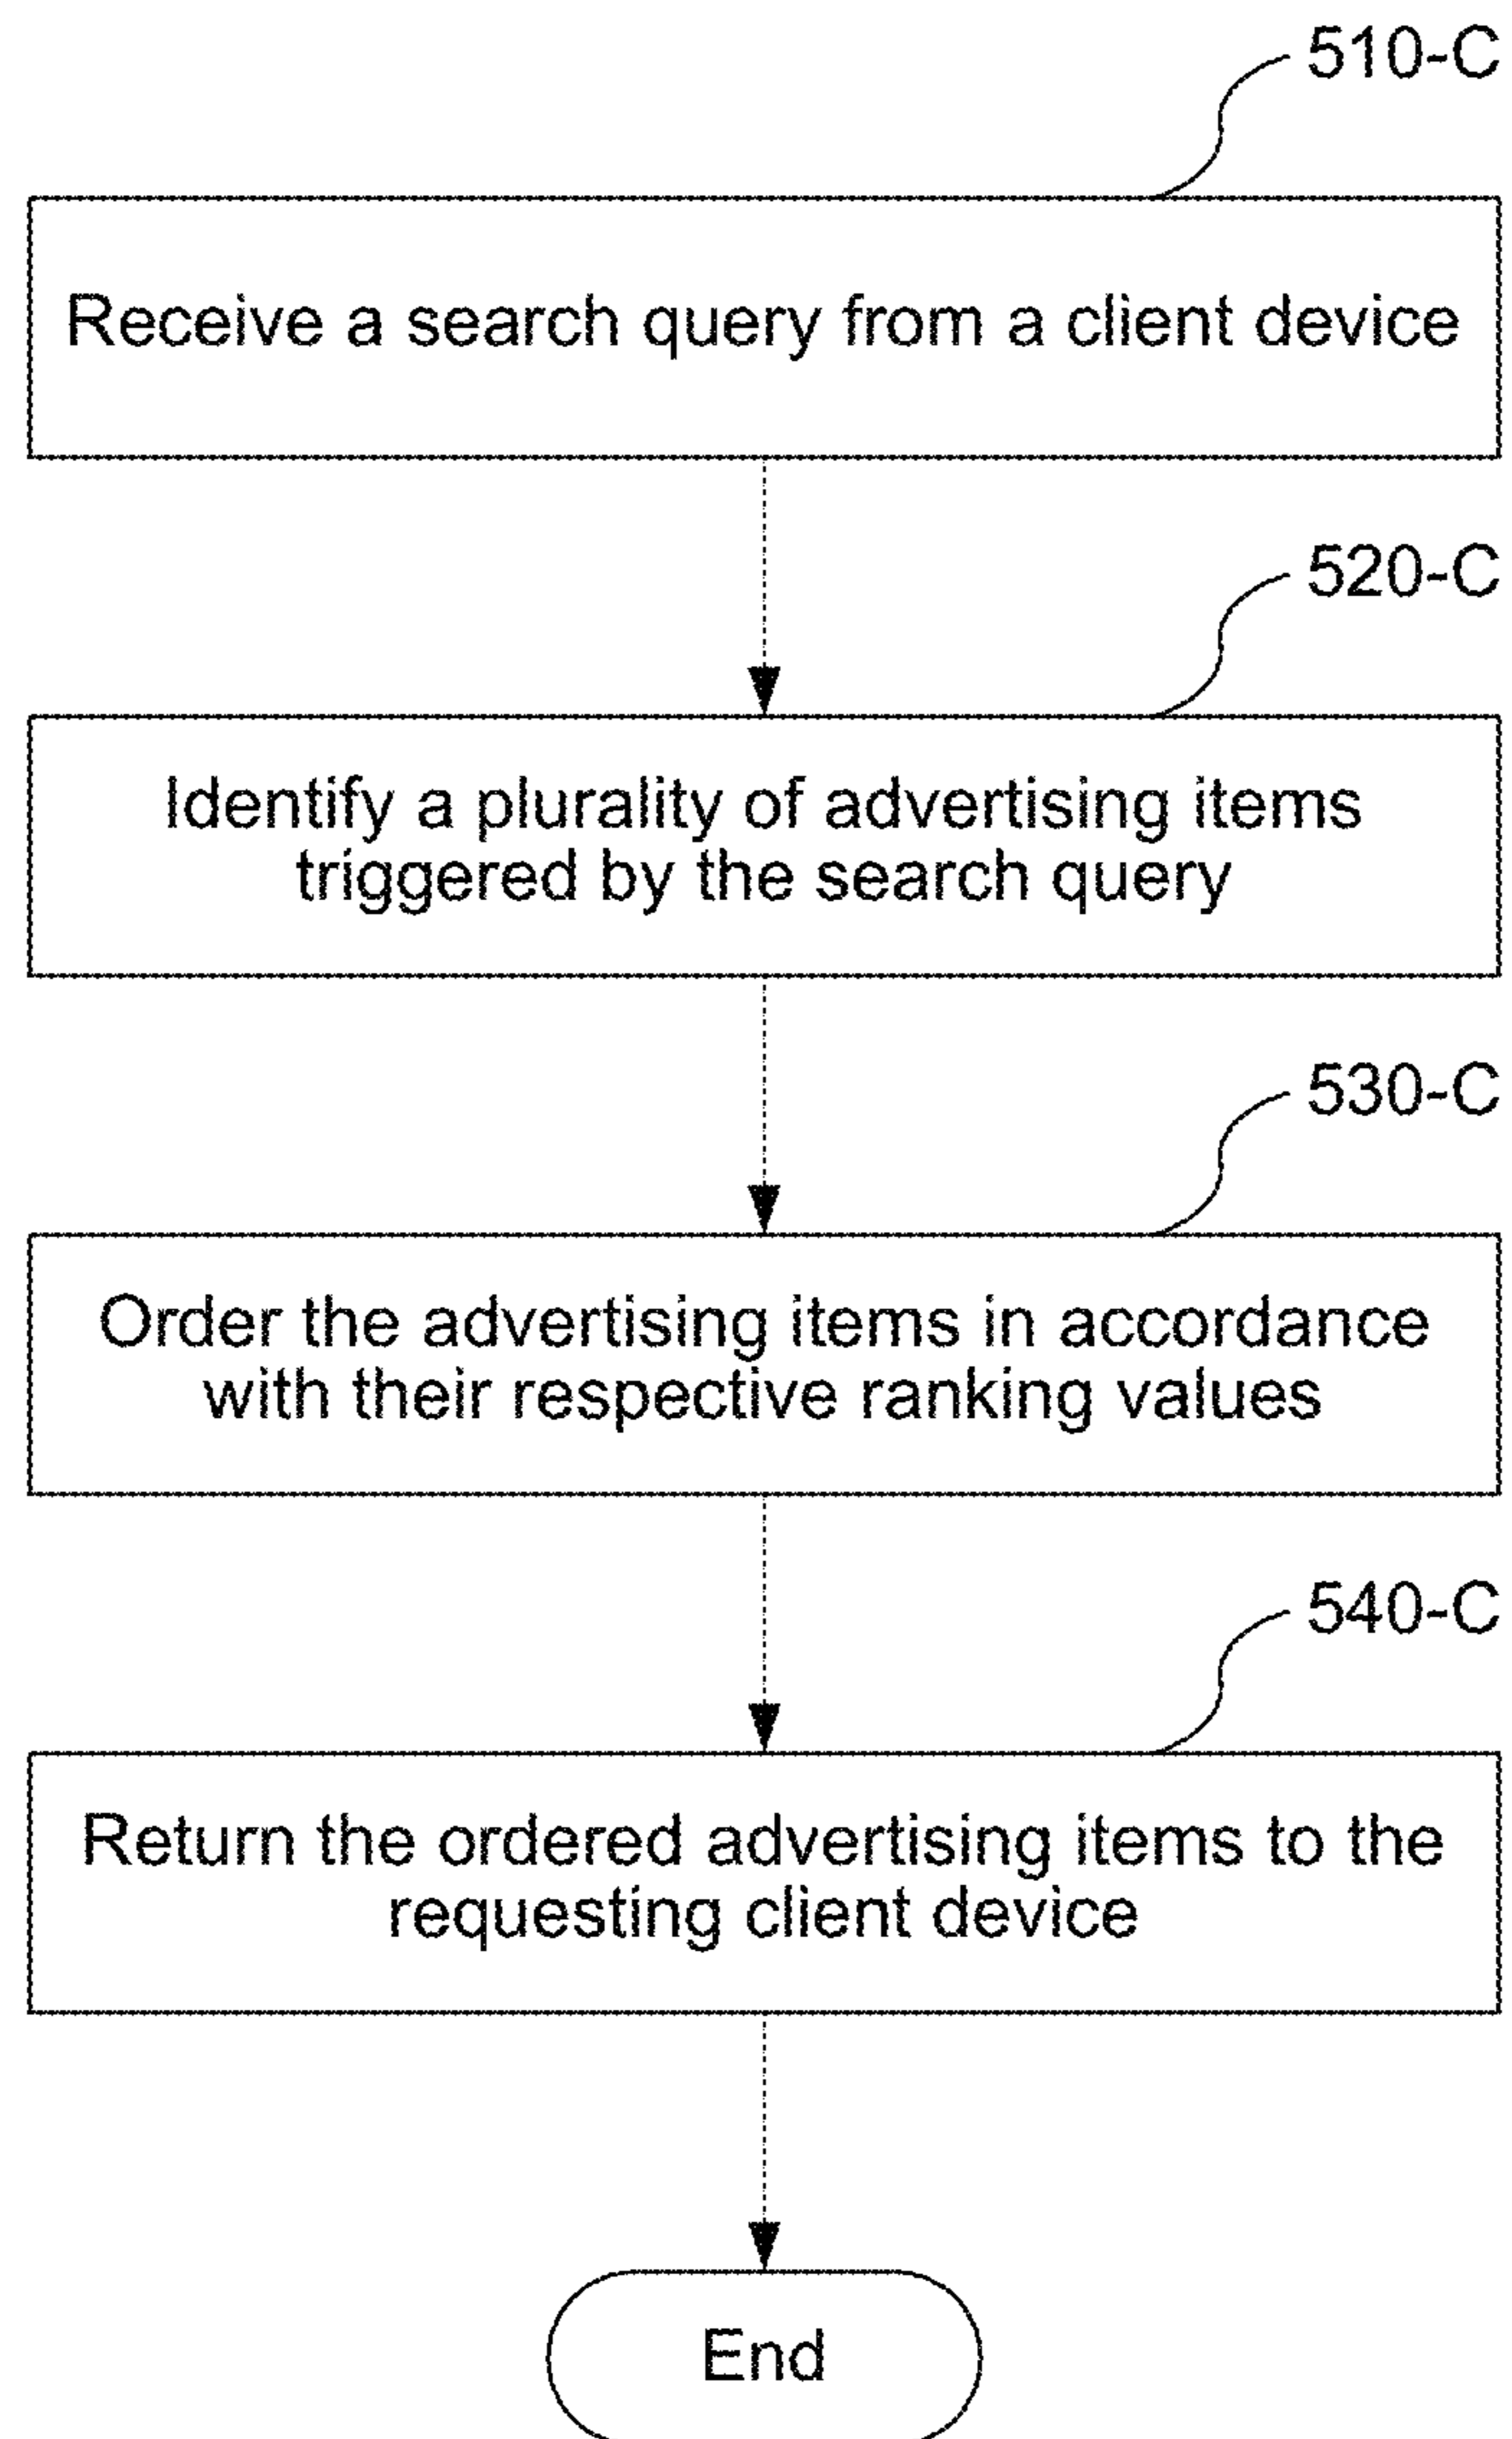 510-C
Receive a search query from a client device
520-C
Identify a plurality of advertising items
triggered by the search query
530-C
Order the advertising items in accordance
with their respective ranking values
540-C
Return the ordered advertising items to the
requesting client device
End